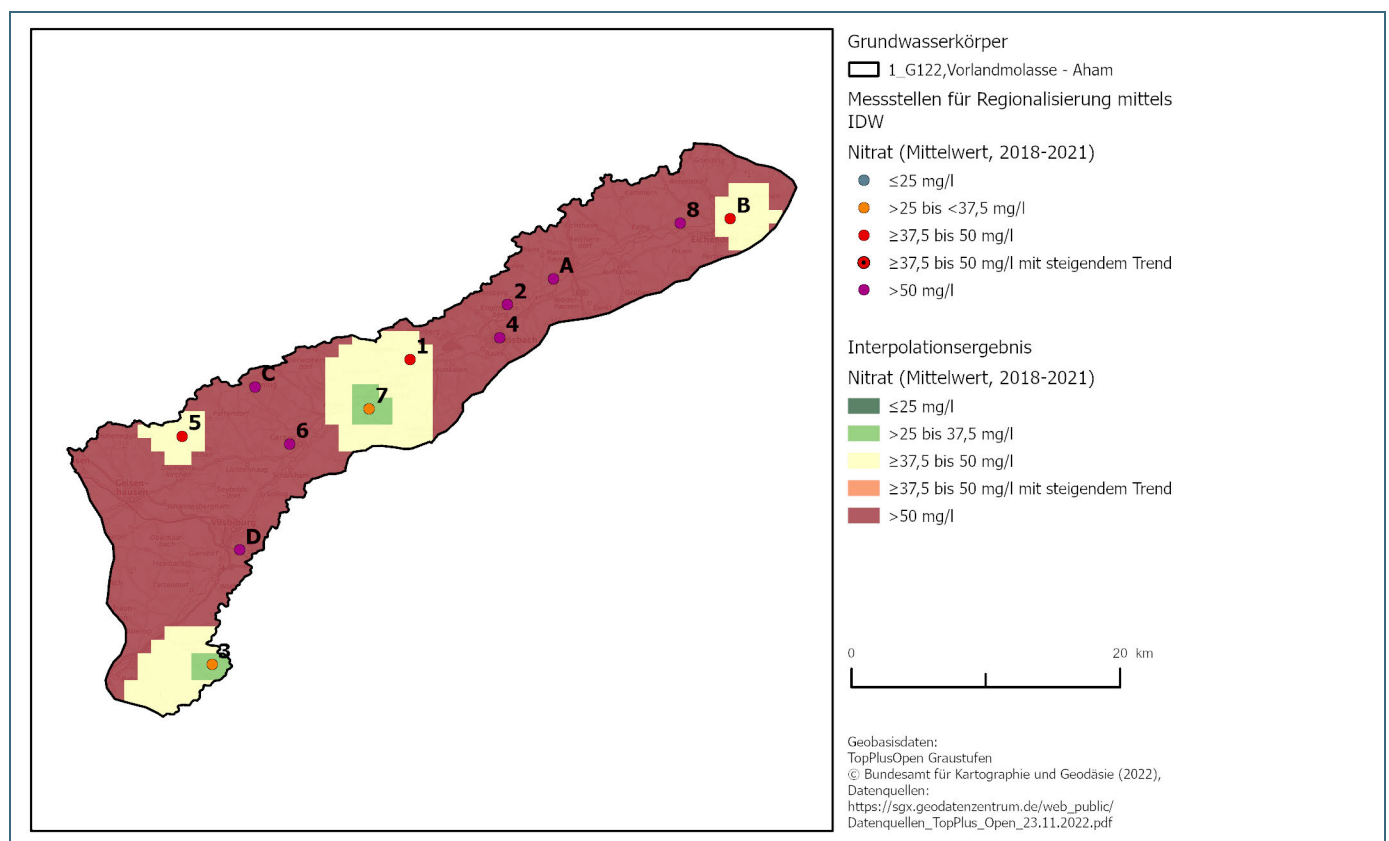 Grundwasserkörper
1_G122,Vorlandmolasse - Aham
Messstellen für Regionalisierung mittels
IDW
Nitrat (Mittelwert, 2018-2021)
≤25 mg/l
>25 bis <37,5 mg/l
≥37,5 bis 50 mg/l
≥37,5 bis 50 mg/l mit steigendem Trend
>50 mg/l
Interpolationsergebnis
Nitrat (Mittelwert, 2018-2021)
≤25 mg/l
>25 bis 37,5 mg/l
≥37,5 bis 50 mg/l
≥37,5 bis 50 mg/l mit steigendem Trend
>50 mg/l
0 20 km
Geobasisdaten:
TopPlusOpen Graustufen
© Bundesamt für Kartographie und Geodäsie (2022),
Datenquellen:
https://sgx.geodatenzentrum.de/web_public/
Datenquellen_TopPlus_Open_23.11.2022.pdf
B
8
A
2
4
1
C
7
5
6
Geisen-
hausen
Vilsbiburg
D
3